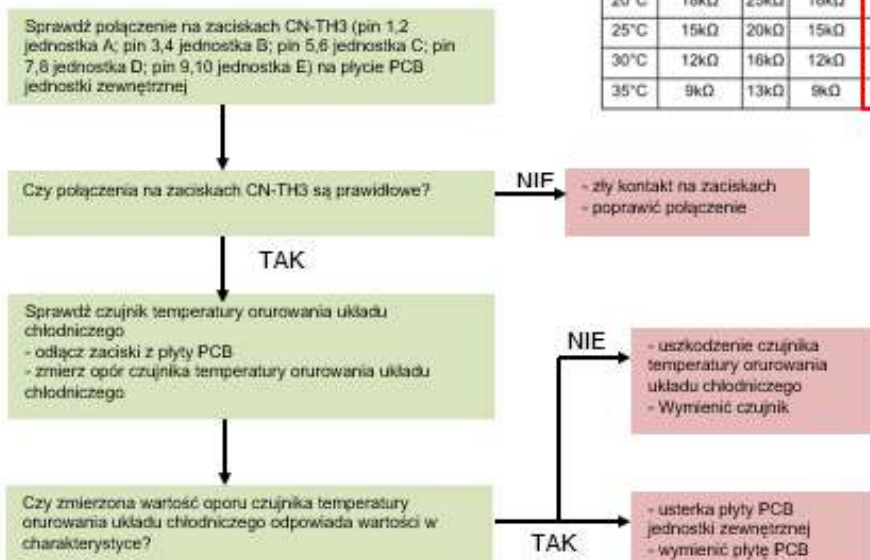 Sprawdź połączenie na zaciskach CN-TH3 (pin 1,2
jednostka A; pin 3,4 jednostka B; pin 5,6 jednostka C; pin
7,8 jednostka D; pin 9,10 jednostka E) na płycie PCB
jednostki zewnętrznej
20°C 18kΩ 25kΩ 18kΩ
25°C 15kΩ 20kΩ 15kΩ
30°C 12kΩ 16kΩ 12kΩ
35°C 9kΩ 13kΩ 9kΩ
Czy połączenia na zaciskach CN-TH3 są prawidłowe?
NIE
- zły kontakt na zaciskach
- poprawić połączenie
TAK
Sprawdź czujnik temperatury orurowania układu
chłodniczego
- odłącz zaciski z płyty PCB
- zmierz opór czujnika temperatury orurowania układu
chłodniczego
NIE
- uszkodzenie czujnika
temperatury orurowania
układu chłodniczego
- Wymienić czujnik
Czy zmierzona wartość oporu czujnika temperatury
orurowania układu chłodniczego odpowiada wartości w
charakterystyce?
TAK
- usterka płyty PCB
jednostki zewnętrznej
- wymienić płytę PCB